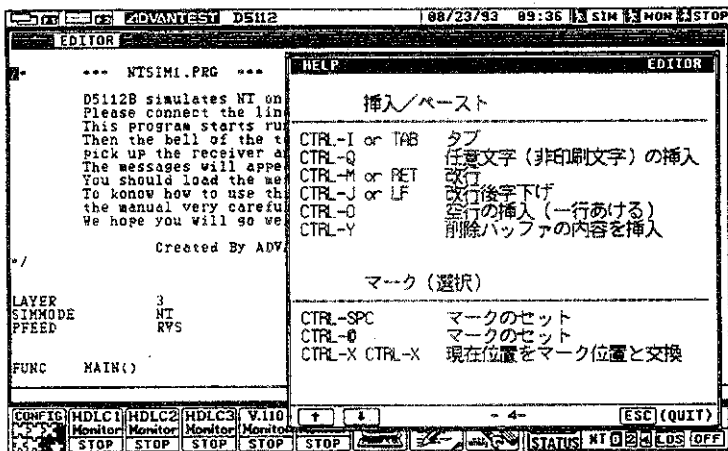 ADVANTEST D5112
08/23/93 09:36 SIM MON STOP
EDITOR
*** NTSIM1.PRG ***
D5112B simulates NT on
Please connect the lin
This program starts ru
Then the bell of the t
pick up the receiver a
The messages will appe
You should load the me
To konow how to use th
the manual very carefu
We hope you will go we
Created By ADVA
*/
LAYER 3
SIMMODE NT
PFEED RVS
FUNC MAIN()
HELP EDITOR
挿入/ペースト
CTRL-I or TAB タブ
CTRL-Q 任意文字(非印刷文字)の挿入
CTRL-M or RET 改行
CTRL-J or LF 改行後字下げ
CTRL-O 空行の挿入(一行あける)
CTRL-Y 削除バッファの内容を挿入
マーク(選択)
CTRL-SPC マークのセット
CTRL-@ マークのセット
CTRL-X CTRL-X 現在位置をマーク位置と交換
↑ ↓ - 4- ESC (QUIT)
CONFIG HDLC1 HDLC2 HDLC3 V.110
Monitor Monitor Monitor Monito
STOP STOP STOP STOP STOP
STATUS NT 0 2 4 LOS OFF